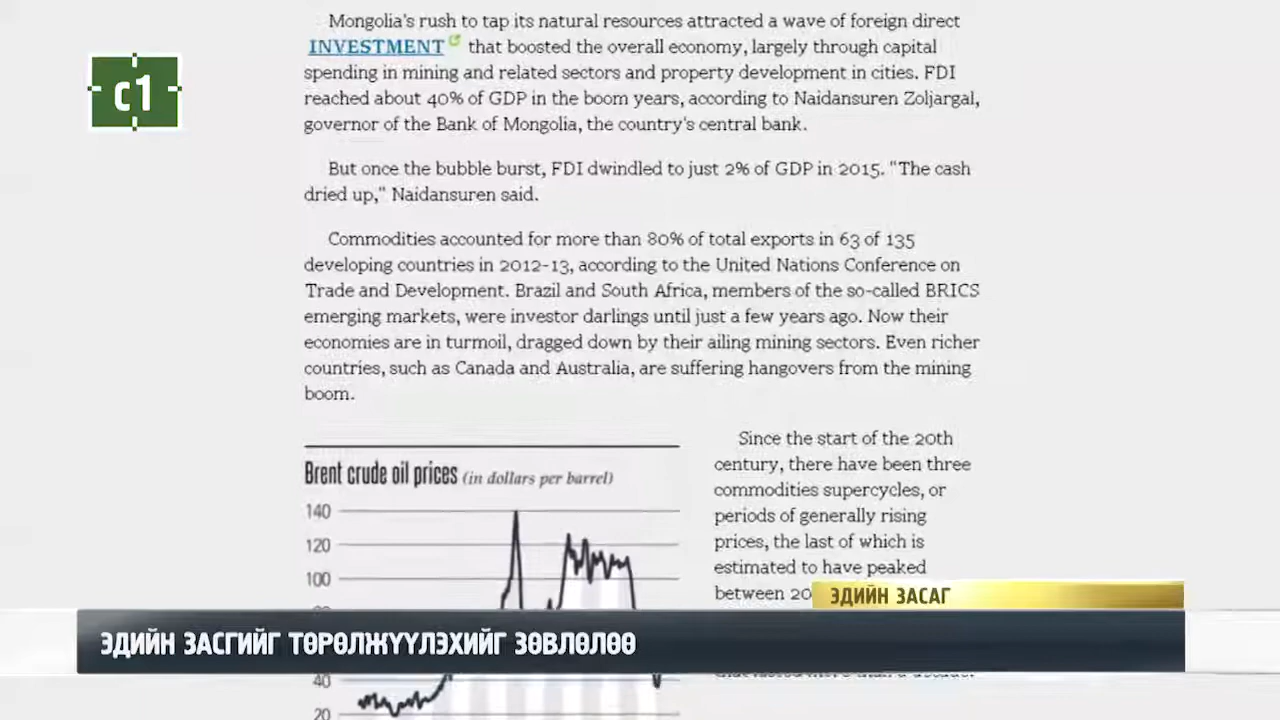 Mongolia's rush to tap its natural resources attracted a wave of foreign direct
INVESTMENT that boosted the overall economy, largely through capital
spending in mining and related sectors and property development in cities. FDI
reached about 40% of GDP in the boom years, according to Naidansuren Zoljargal,
governor of the Bank of Mongolia, the country's central bank.
But once the bubble burst, FDI dwindled to just 2% of GDP in 2015. "The cash
dried up," Naidansuren said.
Commodities accounted for more than 80% of total exports in 63 of 135
developing countries in 2012-13, according to the United Nations Conference on
Trade and Development. Brazil and South Africa, members of the so-called BRICS
emerging markets, were investor darlings until just a few years ago. Now their
economies are in turmoil, dragged down by their ailing mining sectors. Even richer
countries, such as Canada and Australia, are suffering hangovers from the mining
boom.
Brent crude oil prices (in dollars per barrel)
140
120
100
40
20
Since the start of the 20th
century, there have been three
commodities supercycles, or
periods of generally rising
prices, the last of which is
estimated to have peaked
between 20
c1
ЭДИЙН ЗАСАГ
ЭДИЙН ЗАСГИЙГ ТӨРӨЛЖҮҮЛЭХИЙГ ЗӨВЛӨЛӨӨ